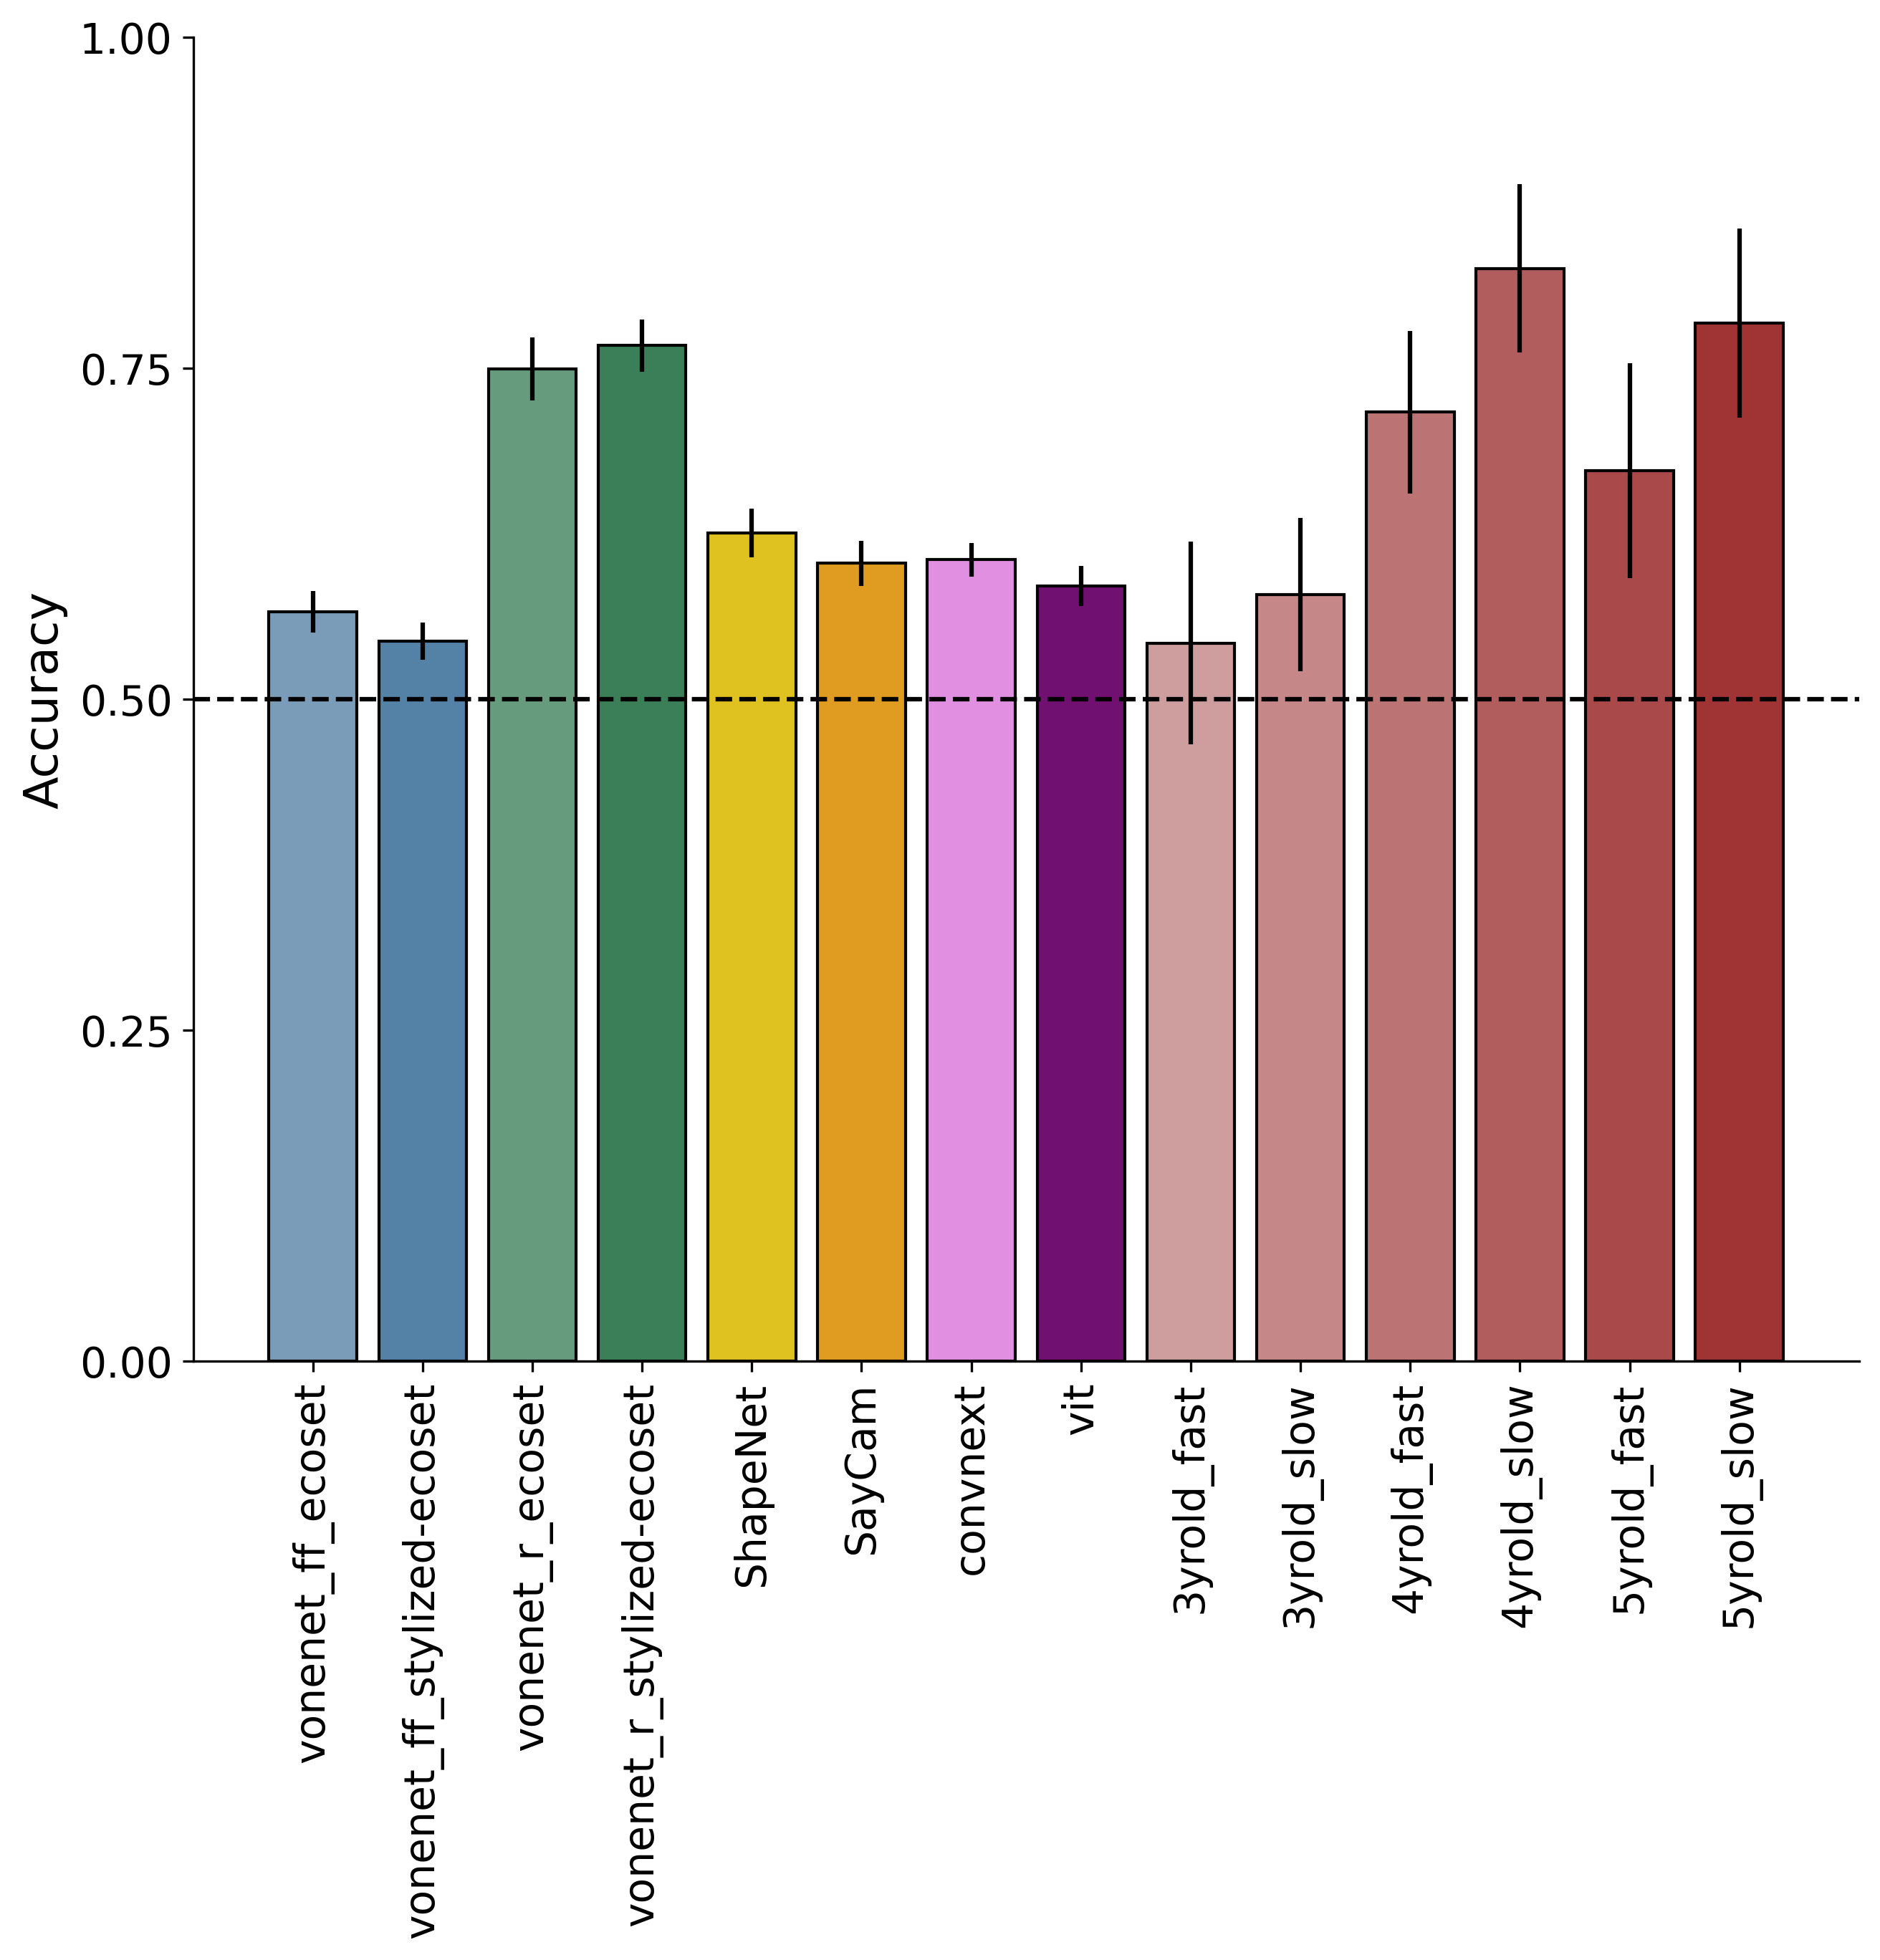 1.00
0.75
0.50
0.25
0.00
Accuracy
vonenet_ff_ecoset
vonenet_ff_stylized-ecoset
vonenet_r_ecoset
vonenet_r_stylized-ecoset
ShapeNet
SayCam
convnext
vit
3yrold_fast
3yrold_slow
4yrold_fast
4yrold_slow
5yrold_fast
5yrold_slow